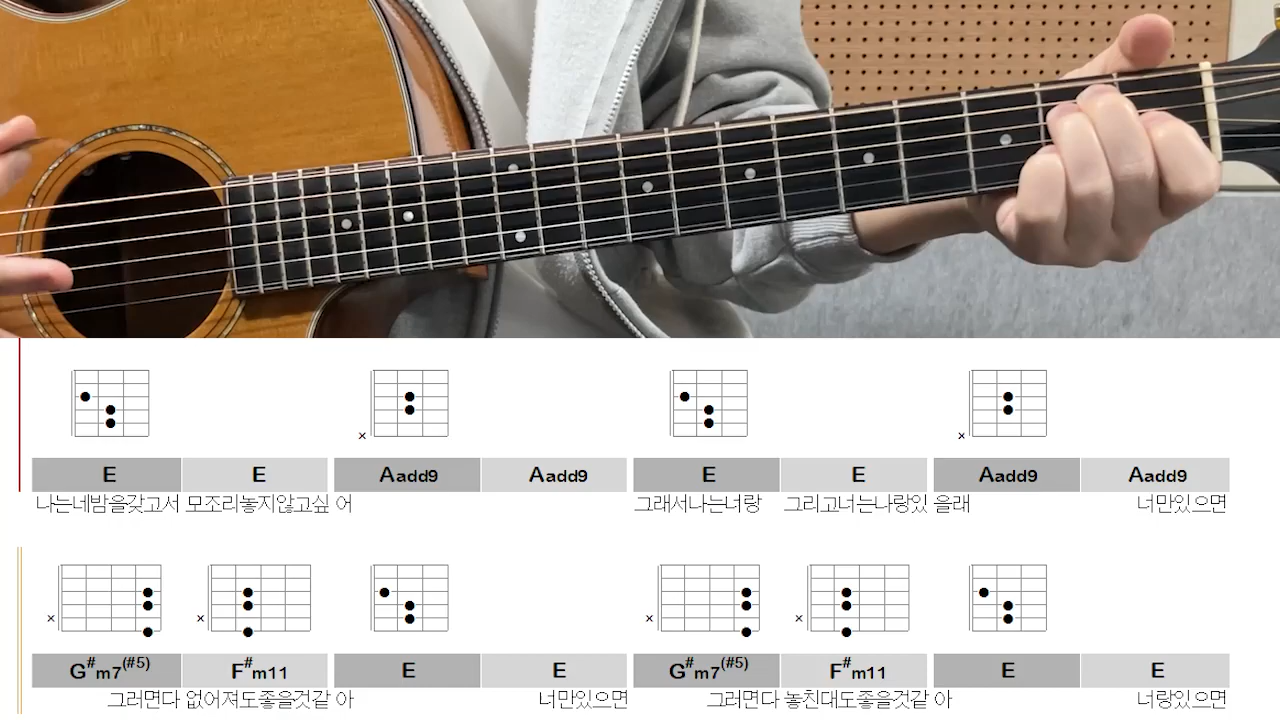 ×
×
E E Aadd9 Aadd9 E E Aadd9 Aadd9
나는네밤을갖고서 모조리놓지않고싶 어 그래서나는너랑 그리고너는나랑있 을래 너만있으면
× × × ×
G#m7(#5) F#m11 E E G#m7(#5) F#m11 E E
그러면다 없어져도좋을것같 아 너만있으면 그러면다 놓친대도좋을것같 아 너랑있으면